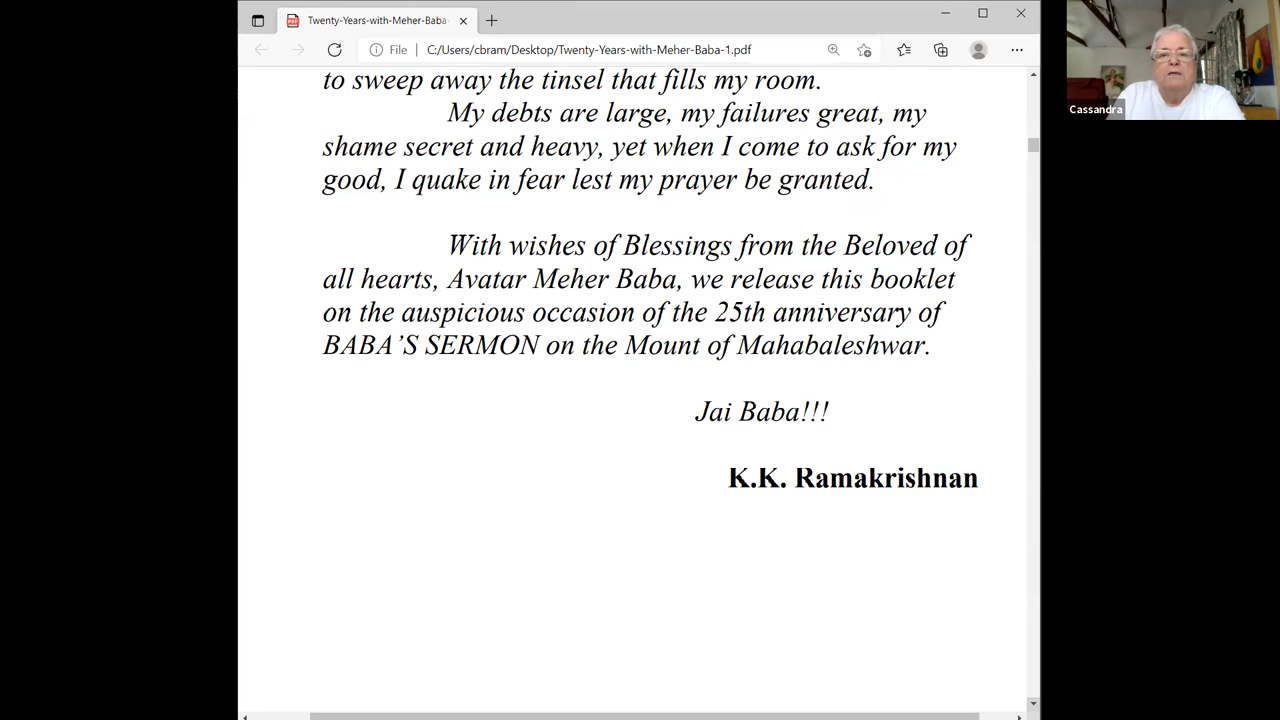 Twenty-Years-with-Meher-Baba-
File
C:/Users/cbram/Desktop/Twenty-Years-with-Meher-Baba-1.pdf
Cassandra
to sweep away the tinsel that fills my room.
My debts are large, my failures great, my
shame secret and heavy, yet when I come to ask for my
good, I quake in fear lest my prayer be granted.
With wishes of Blessings from the Beloved of
all hearts, Avatar Meher Baba, we release this booklet
on the auspicious occasion of the 25th anniversary of
BABA’S SERMON on the Mount of Mahabaleshwar.
Jai Baba!!!
K.K. Ramakrishnan